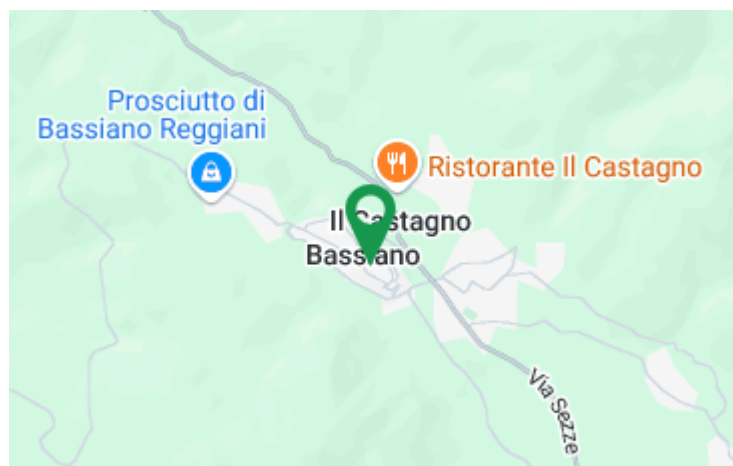 Prosciutto di
Bassiano Reggiani
Ristorante Il Castagno
Il Castagno
Bassiano
Via Sezze